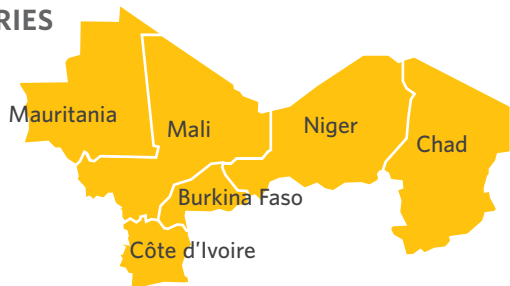 RIES
Mauritania
Mali
Niger
Chad
Burkina Faso
Côte d'Ivoire